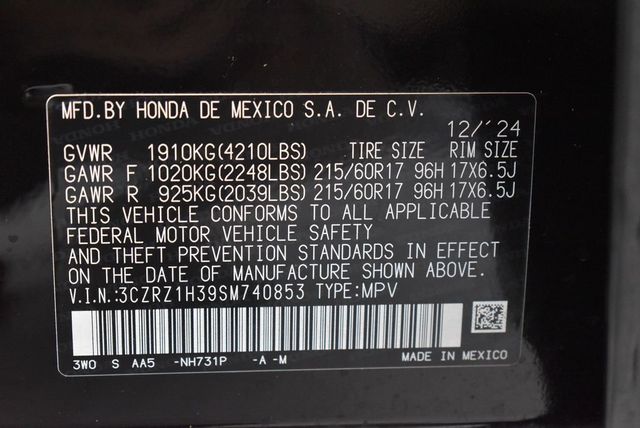 MFD.BY HONDA DE MEXICO S.A. DE C.V.
12/'24
GVWR 1910KG(4210LBS) TIRE SIZE RIM SIZE
GAWR F 1020KG(2248LBS) 215/60R17 96H 17X6.5J
GAWR R 925KG(2039LBS) 215/60R17 96H 17X6.5J
THIS VEHICLE CONFORMS TO ALL APPLICABLE
FEDERAL MOTOR VEHICLE SAFETY
AND THEFT PREVENTION STANDARDS IN EFFECT
ON THE DATE OF MANUFACTURE SHOWN ABOVE.
V.I.N.:3CZRZ1H39SM740853 TYPE:MPV
3W0 S AA5 -NH731P -A -M MADE IN MEXICO